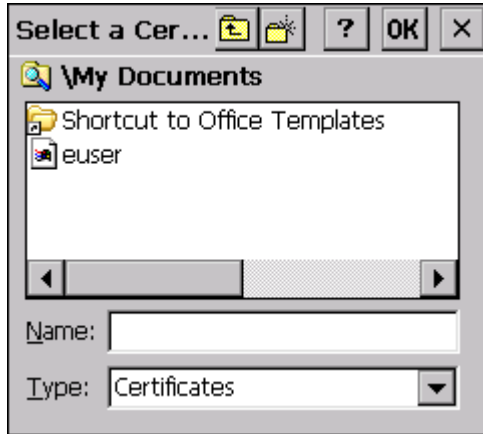 Select a Cer... ? OK ×
\My Documents
Shortcut to Office Templates
euser
Name:
Type: Certificates